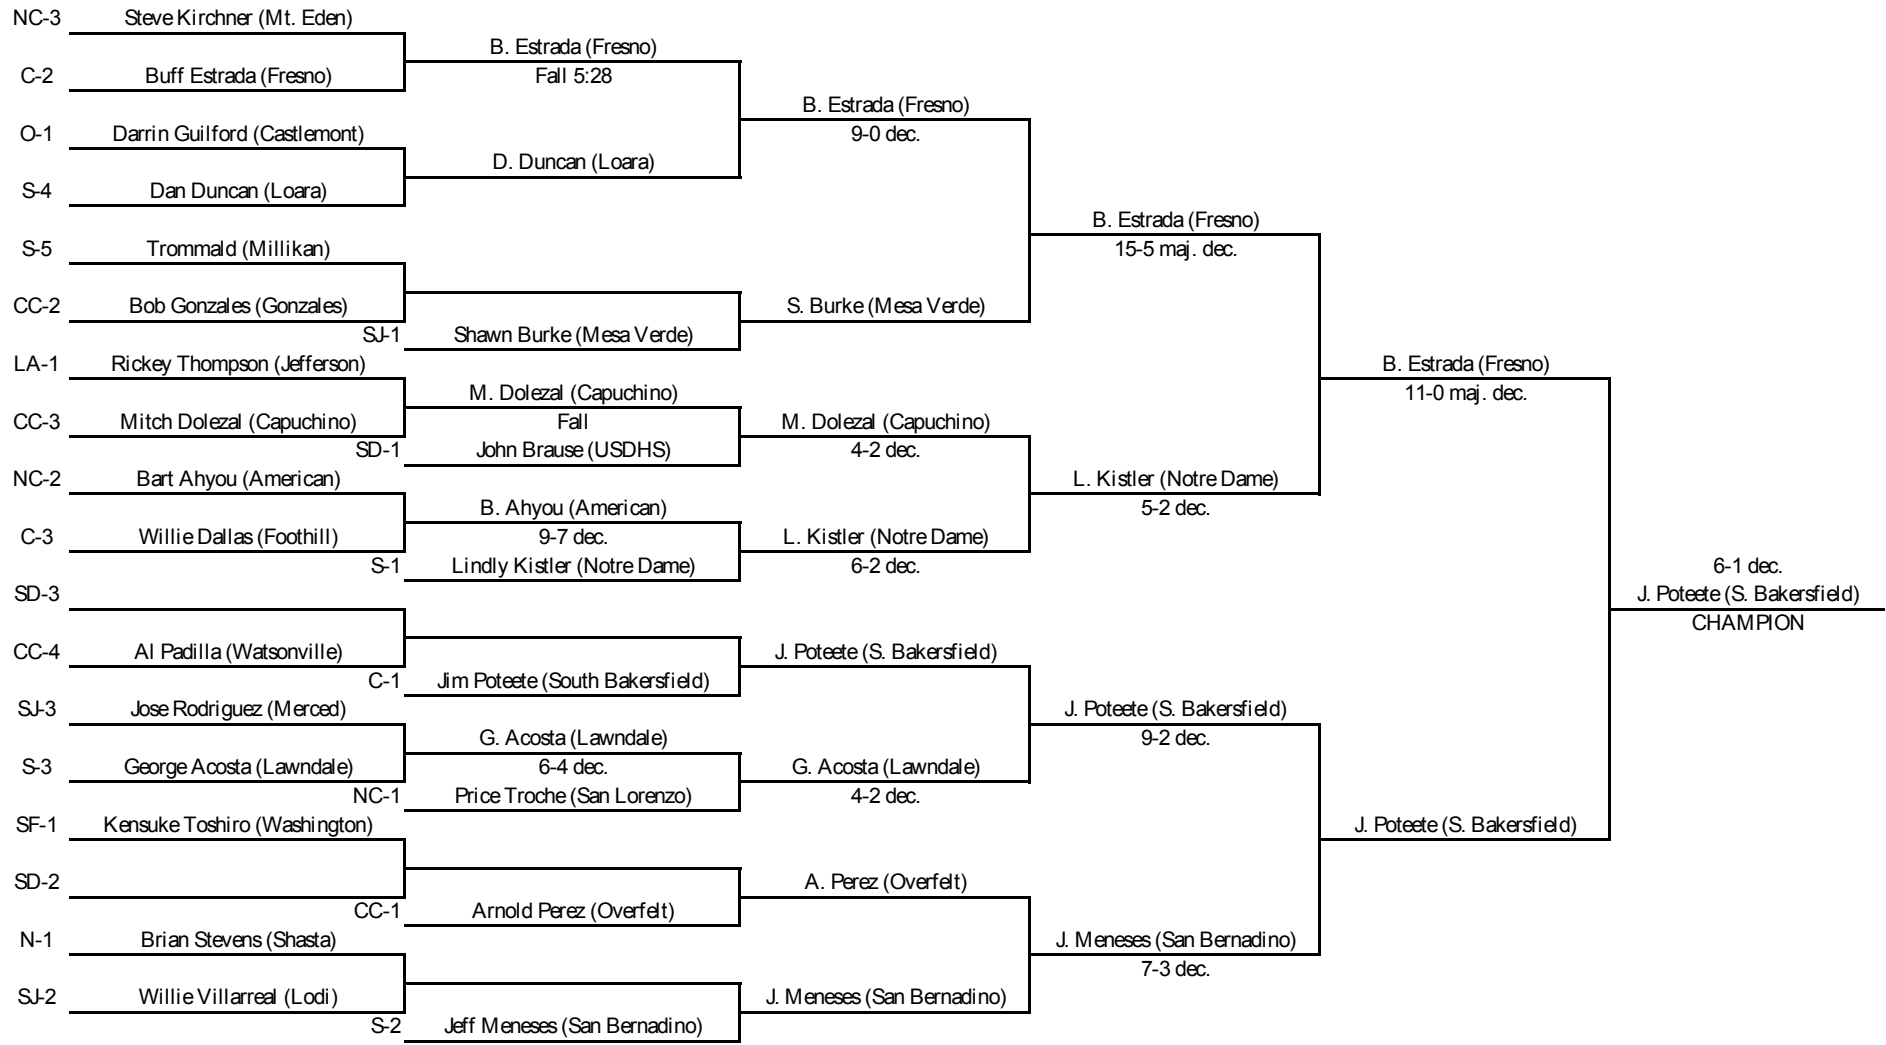 NC-3 Steve Kirchner (Mt. Eden)
B. Estrada (Fresno)
C-2 Buff Estrada (Fresno) Fall 5:28
B. Estrada (Fresno)
O-1 Darrin Guilford (Castlemont) 9-0 dec.
D. Duncan (Loara)
S-4 Dan Duncan (Loara)
B. Estrada (Fresno)
S-5 Trommald (Millikan) 15-5 maj. dec.
CC-2 Bob Gonzales (Gonzales) S. Burke (Mesa Verde)
SJ-1 Shawn Burke (Mesa Verde)
LA-1 Rickey Thompson (Jefferson) B. Estrada (Fresno)
M. Dolezal (Capuchino) 11-0 maj. dec.
CC-3 Mitch Dolezal (Capuchino) Fall M. Dolezal (Capuchino)
SD-1 John Brause (USDHS) 4-2 dec.
NC-2 Bart Ahyou (American) L. Kistler (Notre Dame)
B. Ahyou (American) 5-2 dec.
C-3 Willie Dallas (Foothill) 9-7 dec. L. Kistler (Notre Dame)
S-1 Lindly Kistler (Notre Dame) 6-2 dec. 6-1 dec.
SD-3 J. Poteete (S. Bakersfield)
CHAMPION
CC-4 Al Padilla (Watsonville) J. Poteete (S. Bakersfield)
C-1 Jim Poteete (South Bakersfield)
SJ-3 Jose Rodriguez (Merced) J. Poteete (S. Bakersfield)
G. Acosta (Lawndale) 9-2 dec.
S-3 George Acosta (Lawndale) 6-4 dec. G. Acosta (Lawndale)
NC-1 Price Troche (San Lorenzo) 4-2 dec.
SF-1 Kensuke Toshiro (Washington) J. Poteete (S. Bakersfield)
SD-2 A. Perez (Overfelt)
CC-1 Arnold Perez (Overfelt)
N-1 Brian Stevens (Shasta) J. Meneses (San Bernadino)
7-3 dec.
SJ-2 Willie Villarreal (Lodi) J. Meneses (San Bernadino)
S-2 Jeff Meneses (San Bernadino)